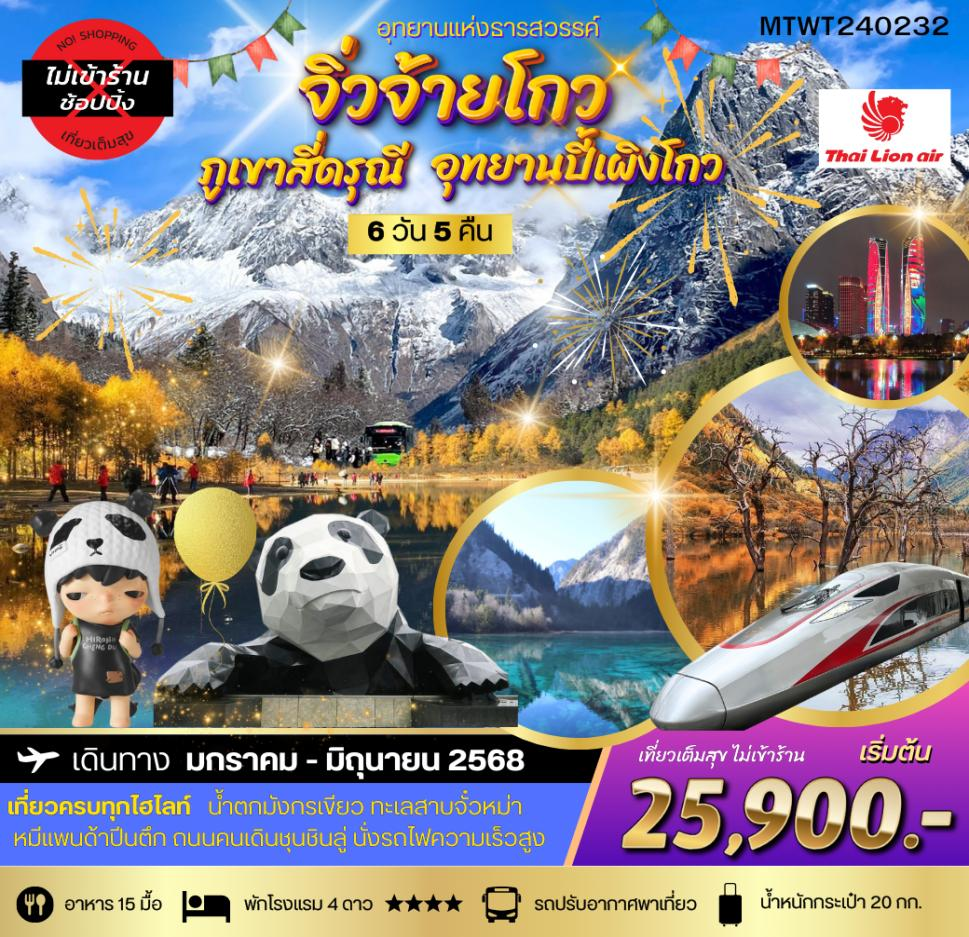 MTWT240232
NO! SHOPPING
ไม่เข้าร้าน
ช้อปปิ้ง
เที่ยวเต็มสุข
อุทยานแห่งธารสวรรค์
จิ่วจ้ายโกว
ภูเขาสี่ดรุณี อุทยานปี้เผิงโกว
6 วัน 5 คืน
Thai Lion air
CHENG DU
เดินทาง มกราคม - มิถุนายน 2568
เที่ยวเต็มสุข ไม่เข้าร้าน
เริ่มต้น
25,900.-
เที่ยวครบทุกไฮไลท์ น้ำตกมังกรเขียว ทะเลสาบจั๋วหม่า
หมีแพนด้าปีนตึก ถนนคนเดินชุนชินลู่ นั่งรถไฟความเร็วสูง
อาหาร 15 มื้อ
พักโรงแรม 4 ดาว ★★★★
รถปรับอากาศพาเที่ยว
น้ำหนักกระเป๋า 20 กก.